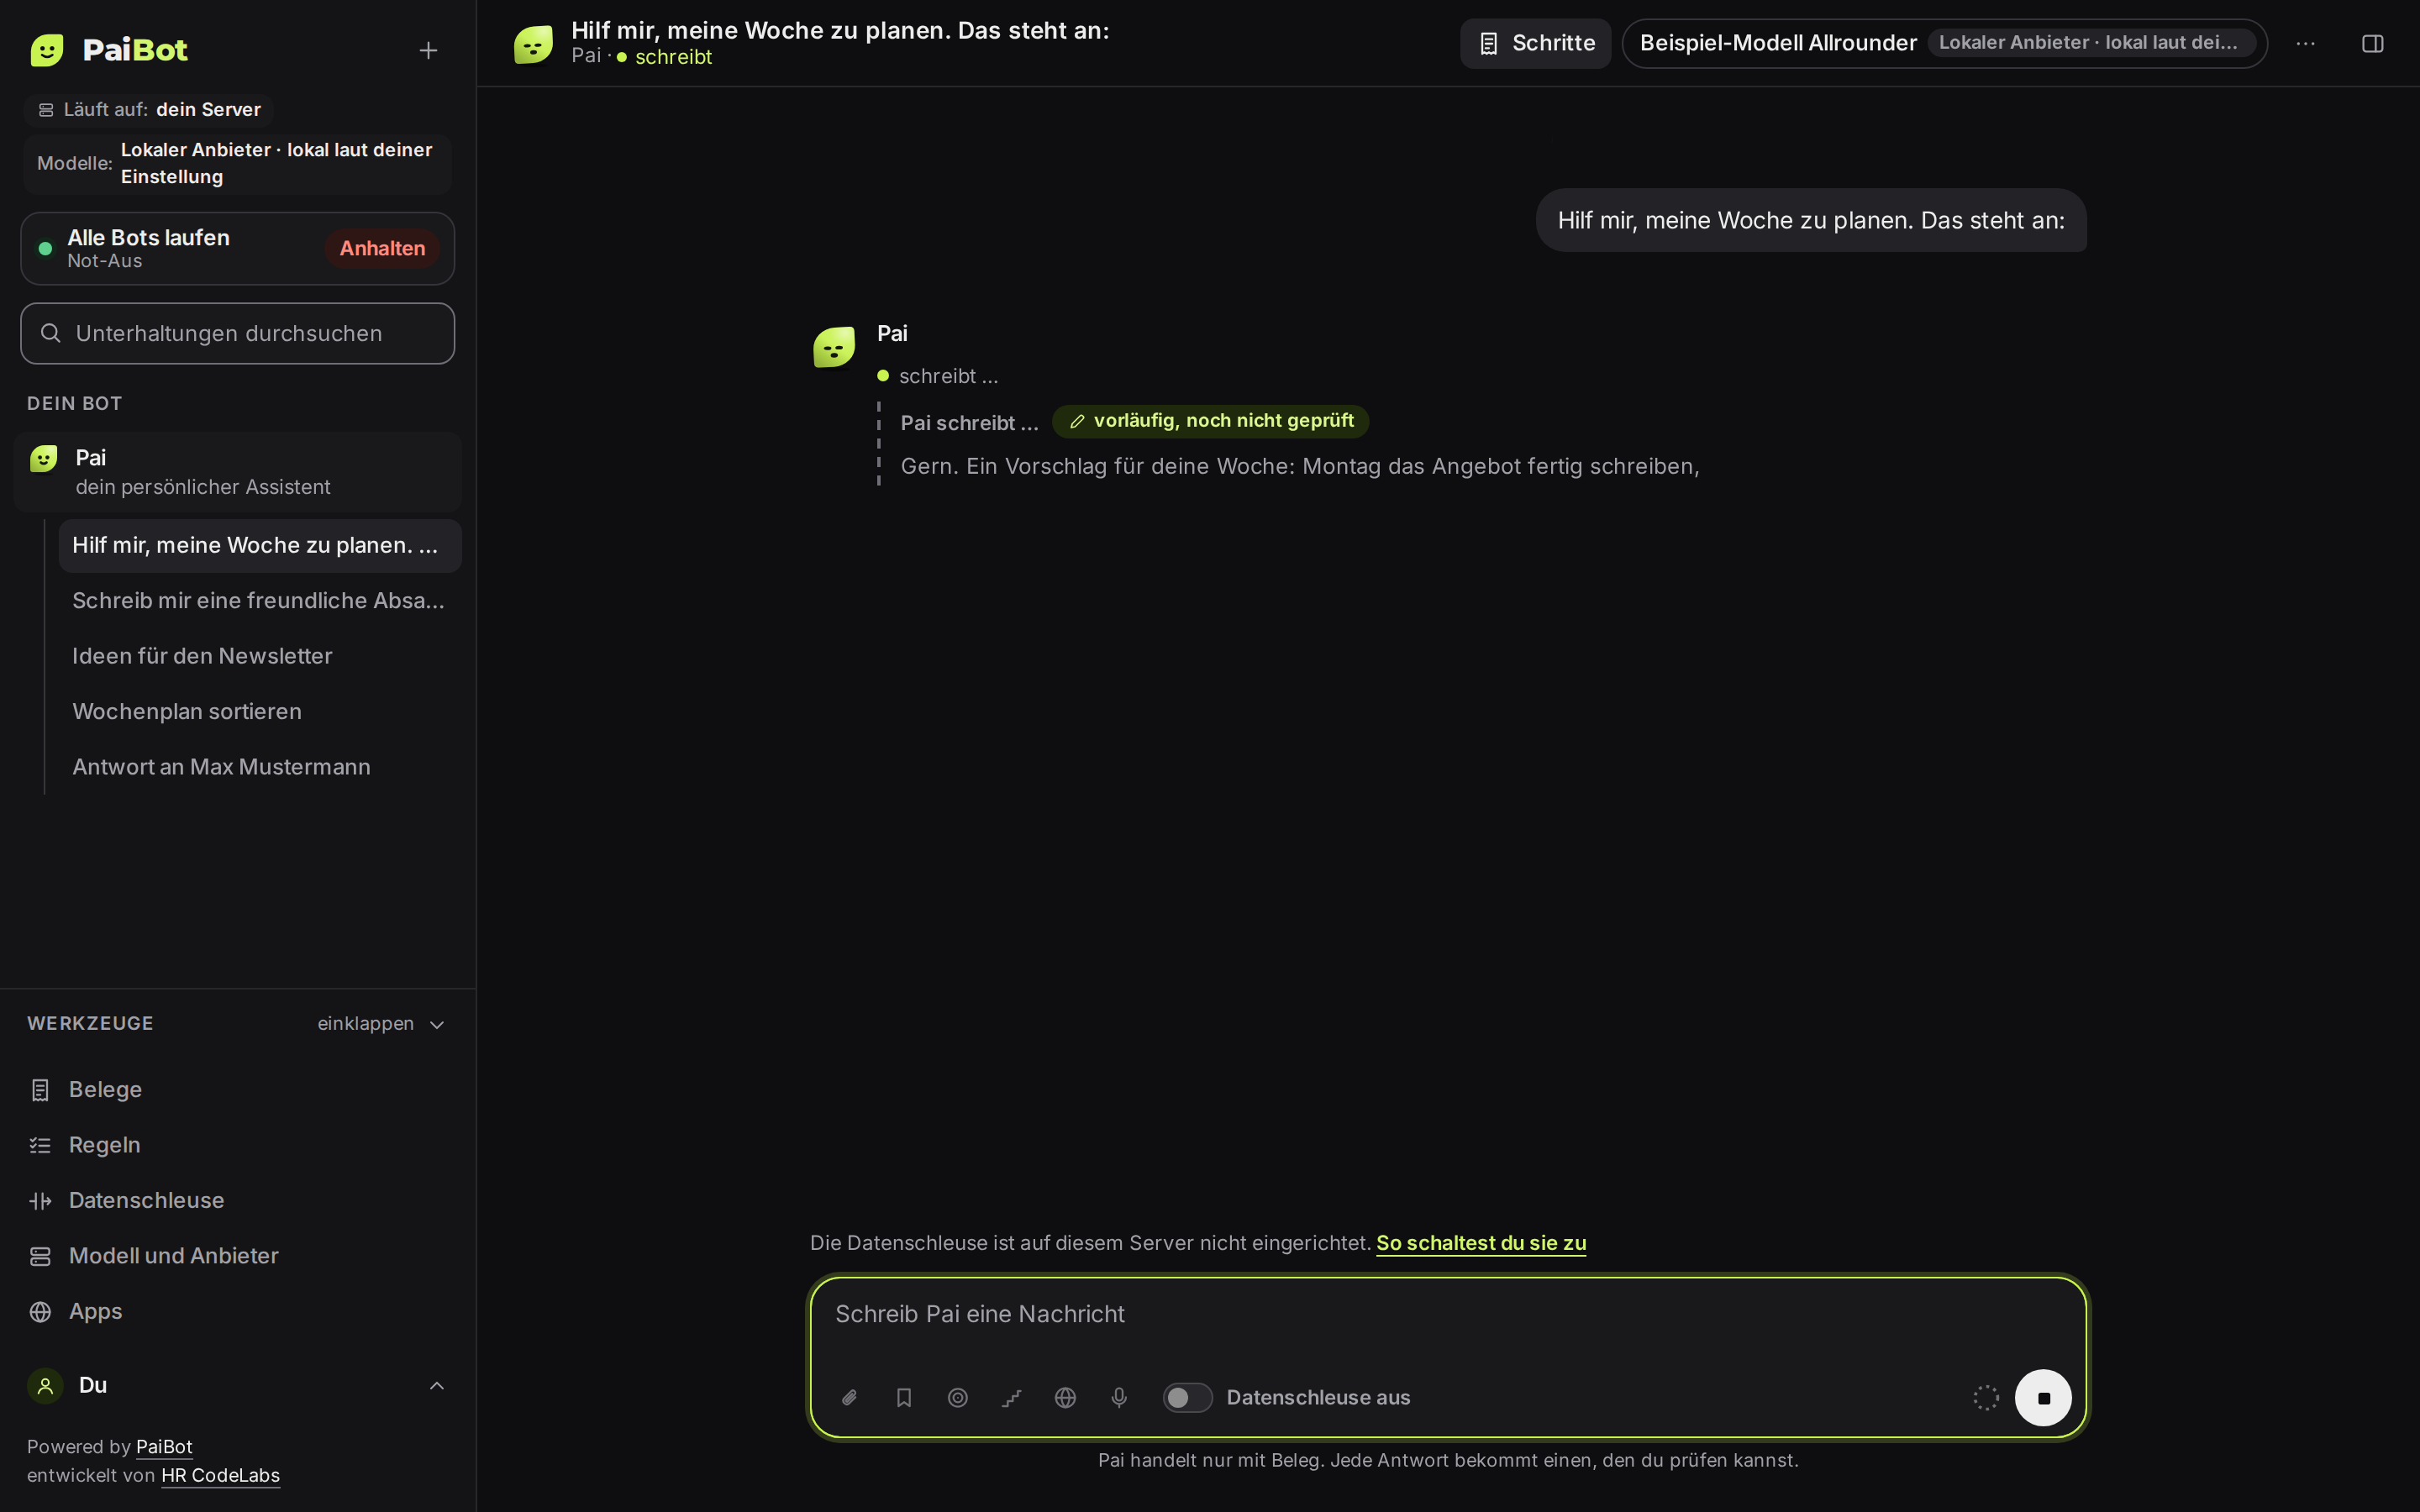 PaiBot
Läuft auf: dein Server
Modelle: Lokaler Anbieter · lokal laut deiner
Einstellung
Alle Bots laufen
Not-Aus
Anhalten
Unterhaltungen durchsuchen
DEIN BOT
Pai
dein persönlicher Assistent
Hilf mir, meine Woche zu planen. ...
Schreib mir eine freundliche Absa...
Ideen für den Newsletter
Wochenplan sortieren
Antwort an Max Mustermann
WERKZEUGE
einklappen
Belege
Regeln
Datenschleuse
Modell und Anbieter
Apps
Du
Powered by PaiBot
entwickelt von HR CodeLabs
Hilf mir, meine Woche zu planen. Das steht an:
Pai · schreibt
Schritte
Beispiel-Modell Allrounder
Lokaler Anbieter · lokal laut dei...
Hilf mir, meine Woche zu planen. Das steht an:
Pai
schreibt ...
Pai schreibt ...
vorläufig, noch nicht geprüft
Gern. Ein Vorschlag für deine Woche: Montag das Angebot fertig schreiben,
Die Datenschleuse ist auf diesem Server nicht eingerichtet. So schaltest du sie zu
Schreib Pai eine Nachricht
Datenschleuse aus
Pai handelt nur mit Beleg. Jede Antwort bekommt einen, den du prüfen kannst.